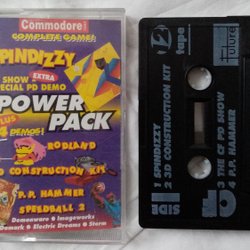 Commodore
COMPLETE GAME!
SPINDIZZY
SHOW EXTRA
SPECIAL PD DEMO
POWER
PACK
PLUS
4 DEMOS!
RODLAND
3D CONSTRUCTION KIT
P.P. HAMMER
SPEEDBALL 2
Demonware Imageworks
Domark Electric Dreams Storm
12
tape
future
SIDE
1 SPINDIZZY
2 3D CONSTRUCTION KIT
3 THE CF PD SHOW
4 P.P. HAMMER
CF